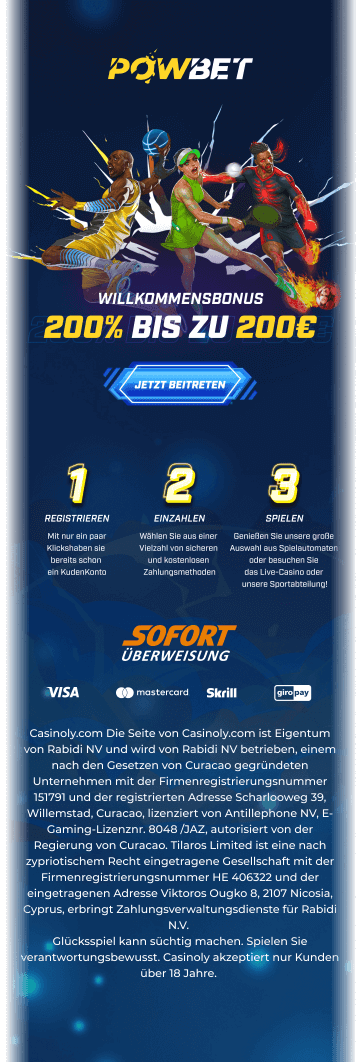 POWBET
WILLKOMMENSBONUS
200% BIS ZU 200€
JETZT BEITRETEN
1 2 3
REGISTRIEREN EINZAHLEN SPIELEN
Mit nur ein paar Wählen Sie aus einer Genießen Sie unsere große
Klickshaben sie Vielzahl von sicheren Auswahl aus Spielautomaten
bereits schon und kostenlosen oder besuchen Sie
ein KudenKonto Zahlungsmethoden das Live-Casino oder
unsere Sportabteilung!
SOFORT
ÜBERWEISUNG
VISA mastercard Skrill giropay
Casinoly.com Die Seite von Casinoly.com ist Eigentum
von Rabidi NV und wird von Rabidi NV betrieben, einem
nach den Gesetzen von Curacao gegründeten
Unternehmen mit der Firmenregistrierungsnummer
151791 und der registrierten Adresse Scharlooweg 39,
Willemstad, Curacao, lizenziert von Antillephone NV, E-
Gaming-Lizenznr. 8048 /JAZ, autorisiert von der
Regierung von Curacao. Tilaros Limited ist eine nach
zypriotischem Recht eingetragene Gesellschaft mit der
Firmenregistrierungsnummer HE 406322 und der
eingetragenen Adresse Viktoros Ougko 8, 2107 Nicosia,
Cyprus, erbringt Zahlungsverwaltungsdienste für Rabidi
N.V.
Glücksspiel kann süchtig machen. Spielen Sie
verantwortungsbewusst. Casinoly akzeptiert nur Kunden
über 18 Jahre.